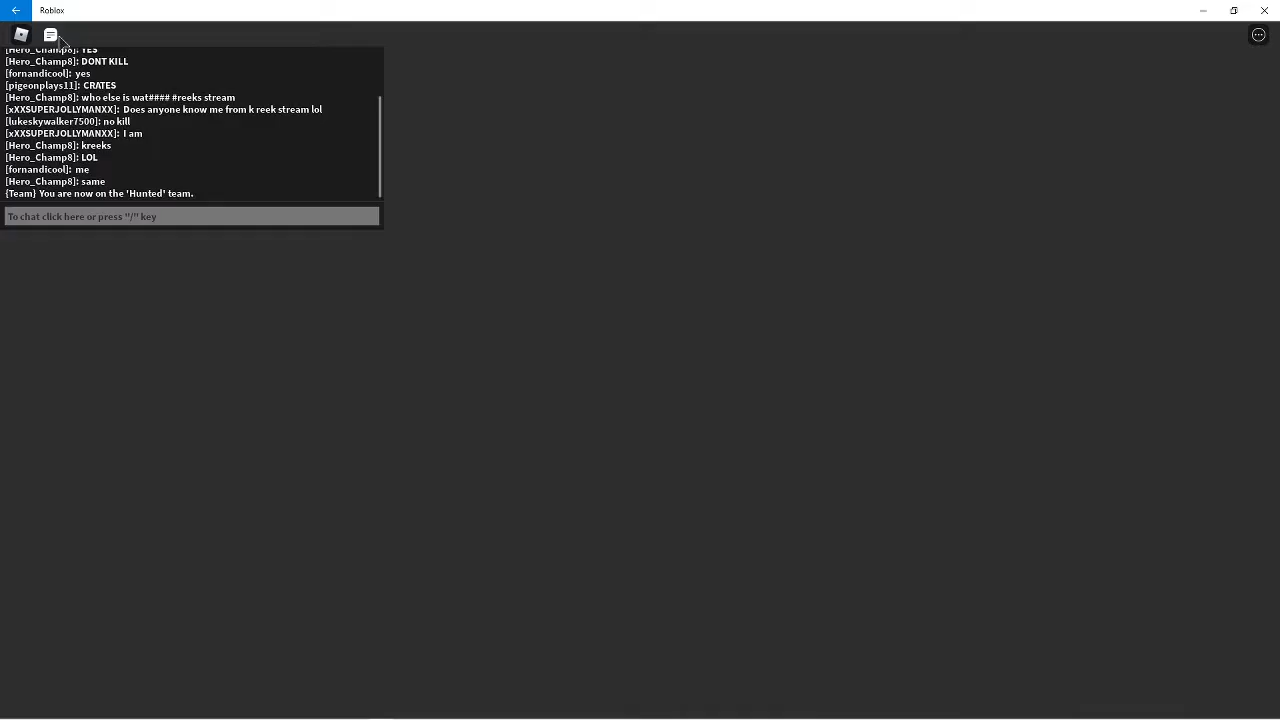 Roblox
[Hero_Champ8]: YES
[Hero_Champ8]: DONT KILL
[fornandicool]: yes
[pigeonplays11]: CRATES
[Hero_Champ8]: who else is wat#### #reeks stream
[xXXSUPERJOLLYMANXX]: Does anyone know me from k reek stream lol
[lukeskywalker7500]: no kill
[xXXSUPERJOLLYMANXX]: I am
[Hero_Champ8]: kreeks
[Hero_Champ8]: LOL
[fornandicool]: me
[Hero_Champ8]: same
{Team} You are now on the 'Hunted' team.
To chat click here or press "/" key